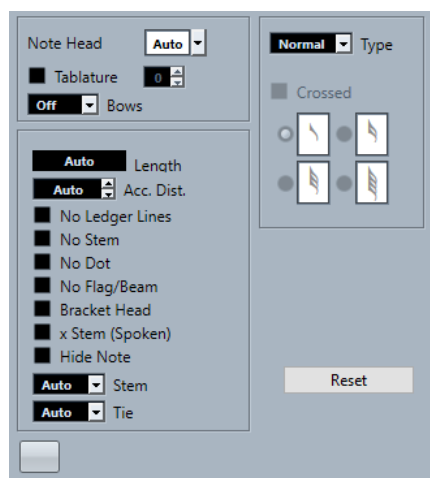 Note Head Auto
Tablature 0
Off Bows
Auto Length
Auto Acc. Dist.
No Ledger Lines
No Stem
No Dot
No Flag/Beam
Bracket Head
x Stem (Spoken)
Hide Note
Auto Stem
Auto Tie
Normal Type
Crossed
Reset